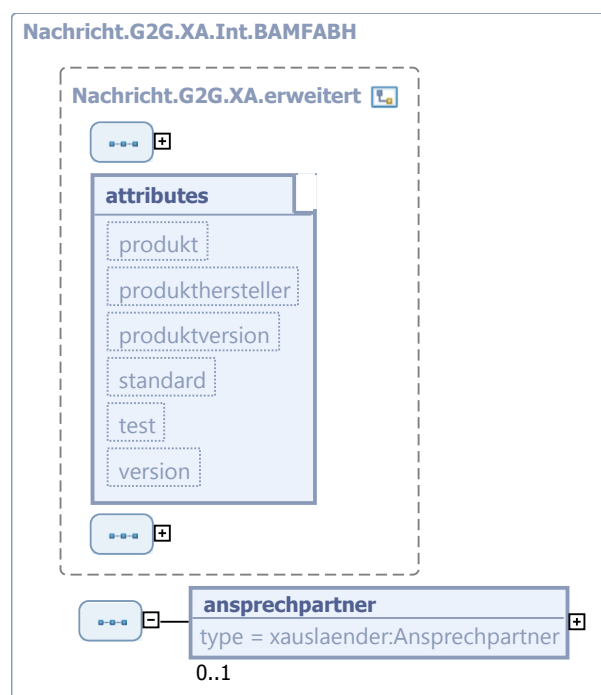 Nachricht.G2G.XA.Int.BAMFABH
Nachricht.G2G.XA.erweitert
attributes
produkt
produkthersteller
produktversion
standard
test
version
ansprechpartner
type = xauslaender:Ansprechpartner
0..1